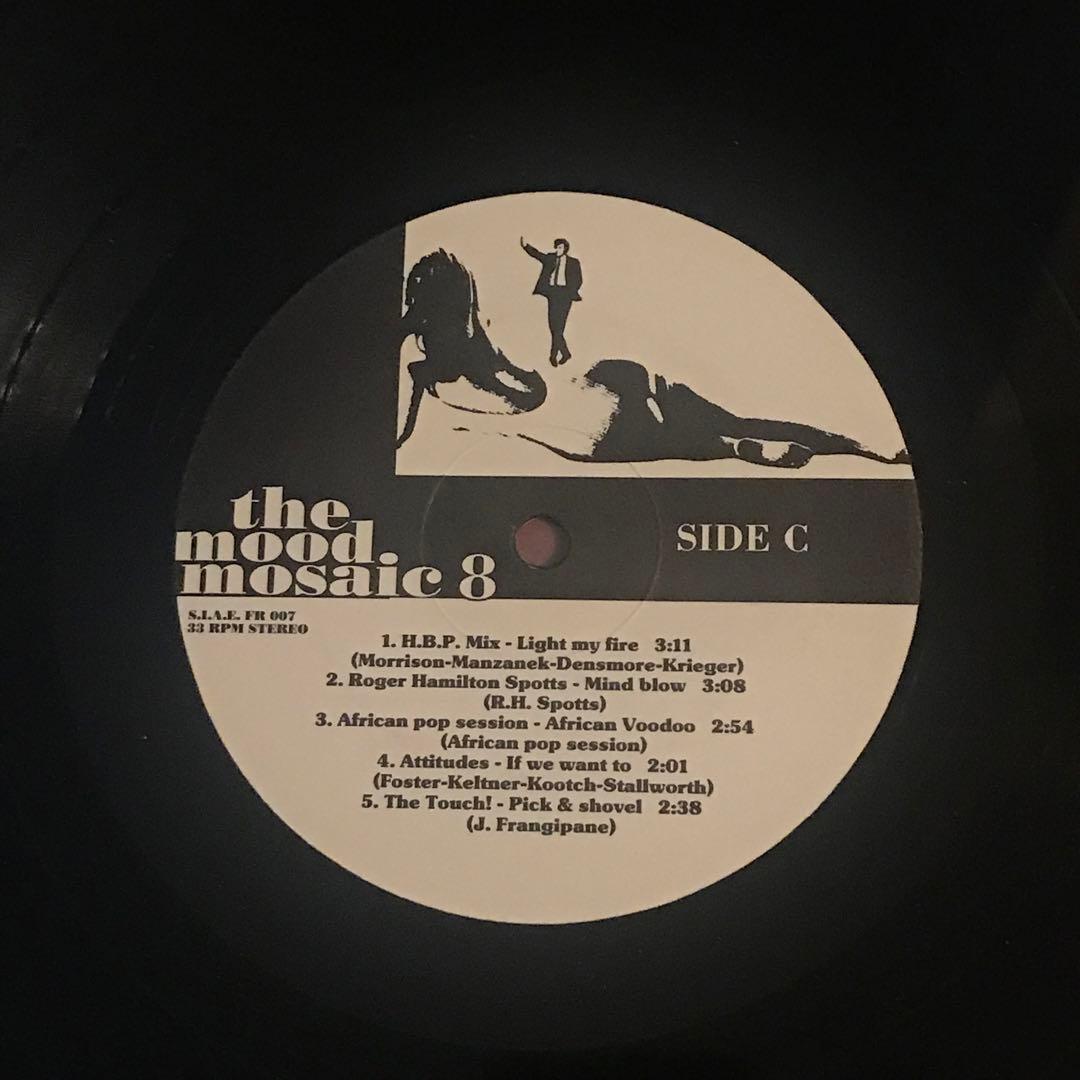 the
mood
mosaic 8
SIDE C
S.I.A.E. FR 007
33 RPM STEREO
1. H.B.P. Mix - Light my fire 3:11
(Morrison-Manzanek-Densmore-Krieger)
2. Roger Hamilton Spotts - Mind blow 3:08
(R.H. Spotts)
3. African pop session - African Voodoo 2:54
(African pop session)
4. Attitudes - If we want to 2:01
(Foster-Keltner-Kootch-Stallworth)
5. The Touch! - Pick & shovel 2:38
(J. Frangipane)